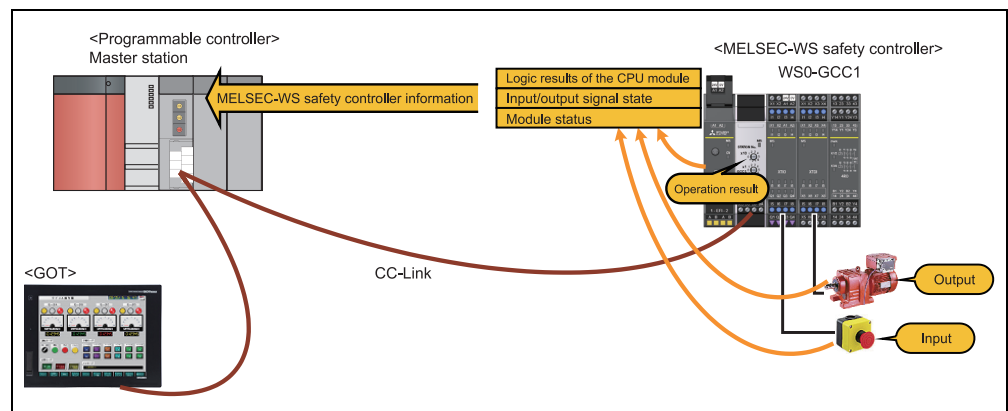 <Programmable controller>
Master station
<MELSEC-WS safety controller>
WS0-GCC1
MELSEC-WS safety controller information
Logic results of the CPU module
Input/output signal state
Module status
Operation result
CC-Link
<GOT>
Output
Input